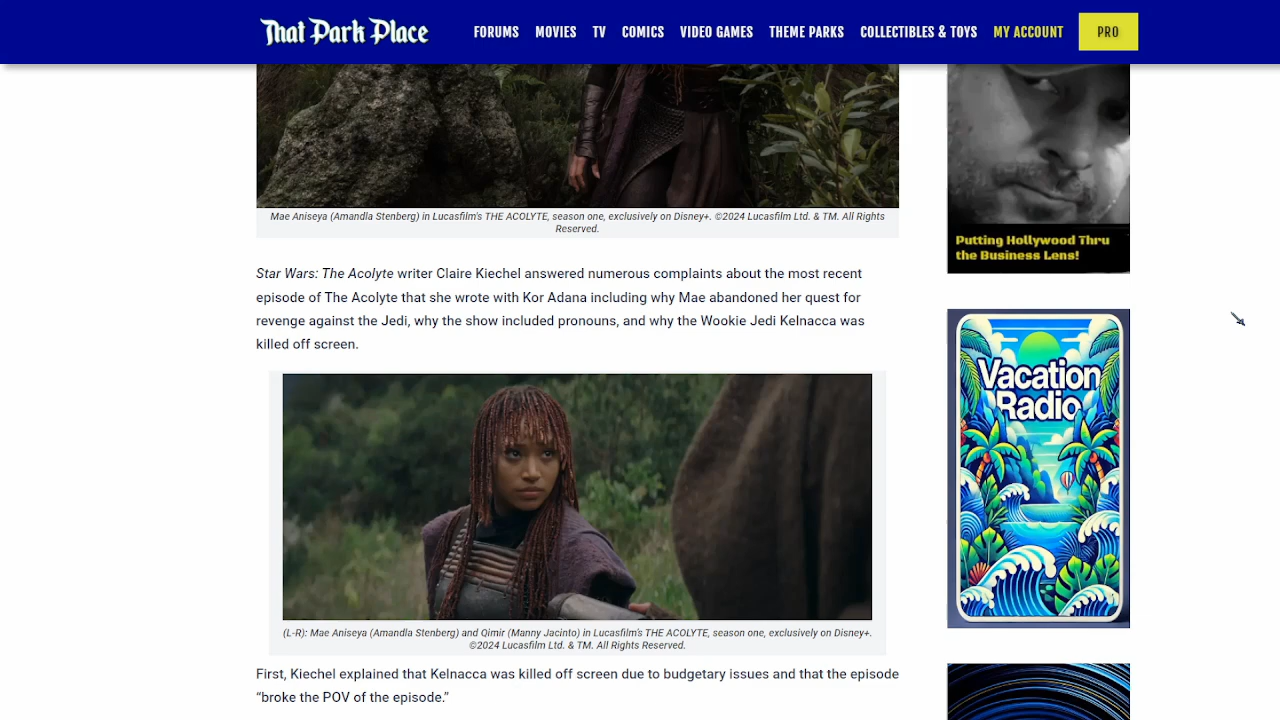 That Park Place
FORUMS MOVIES TV COMICS VIDEO GAMES THEME PARKS COLLECTIBLES & TOYS MY ACCOUNT PRO
Mae Aniseya (Amandla Stenberg) in Lucasfilm's THE ACOLYTE, season one, exclusively on Disney+. ©2024 Lucasfilm Ltd. & TM. All Rights
Reserved.
Star Wars: The Acolyte writer Claire Kiechel answered numerous complaints about the most recent
episode of The Acolyte that she wrote with Kor Adana including why Mae abandoned her quest for
revenge against the Jedi, why the show included pronouns, and why the Wookie Jedi Kelnacca was
killed off screen.
(L-R): Mae Aniseya (Amandla Stenberg) and Qimir (Manny Jacinto) in Lucasfilm's THE ACOLYTE, season one, exclusively on Disney+.
©2024 Lucasfilm Ltd. & TM. All Rights Reserved.
First, Kiechel explained that Kelnacca was killed off screen due to budgetary issues and that the episode
“broke the POV of the episode.”
Putting Hollywood Thru
the Business Lens!
Vacation
Radio